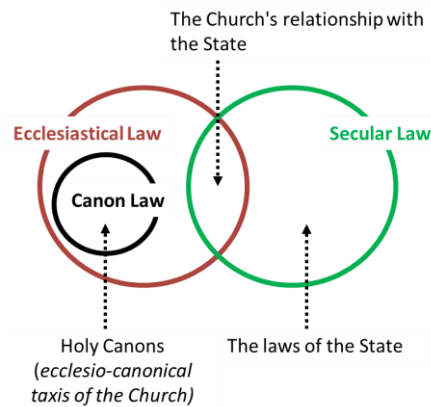 The Church's relationship with
the State
Ecclesiastical Law
Secular Law
Canon Law
Holy Canons
(ecclesio-canonical
taxis of the Church)
The laws of the State